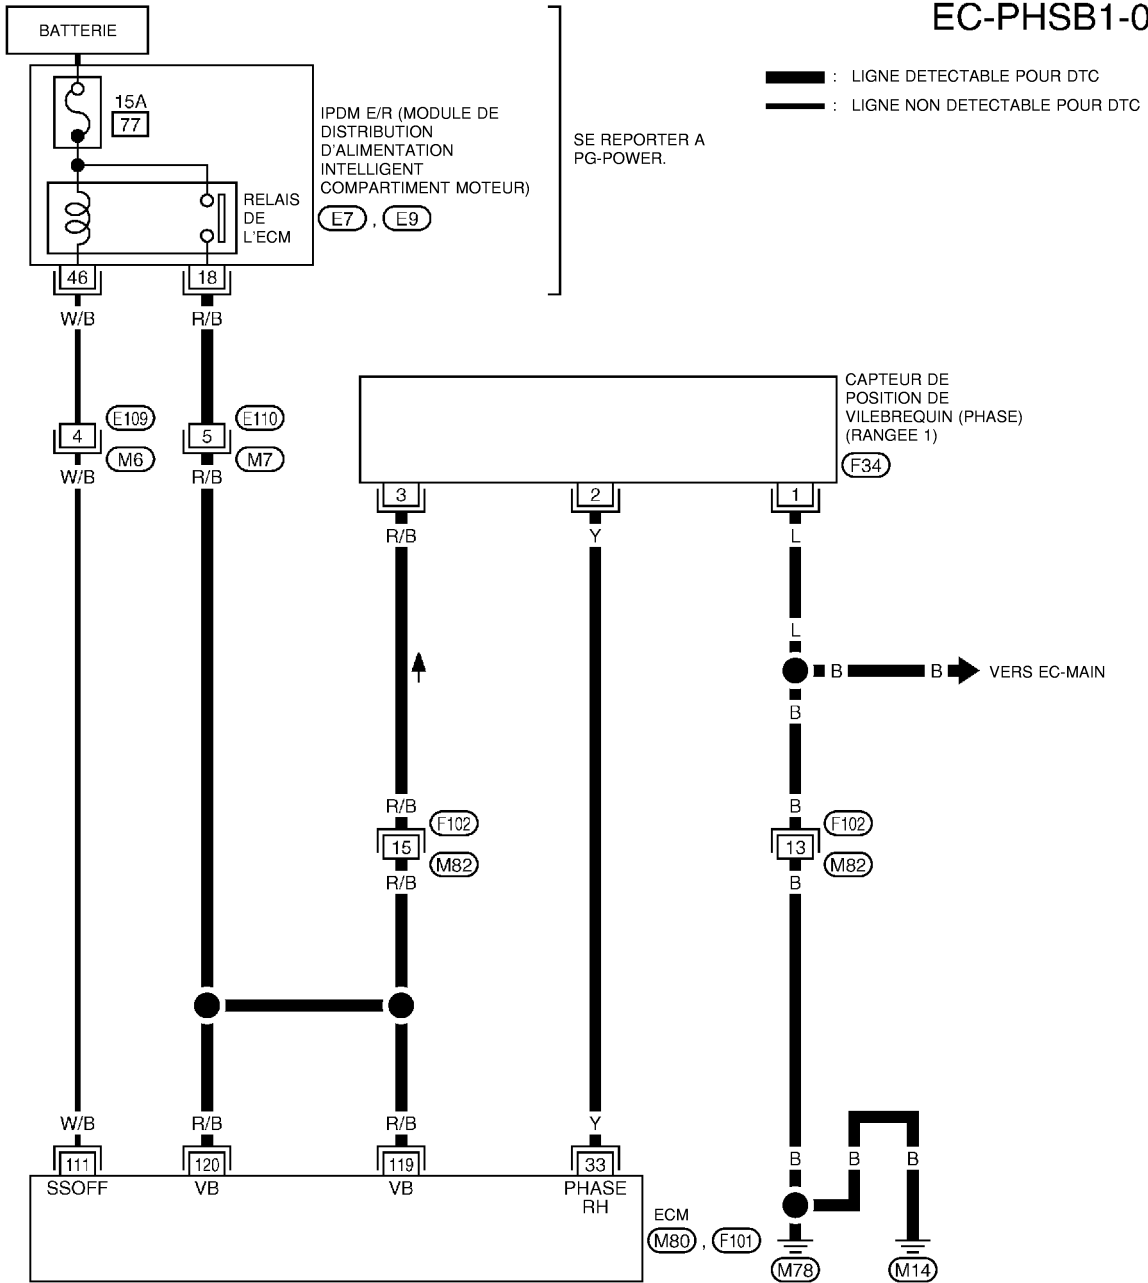 EC-PHSB1-0
BATTERIE
: LIGNE DETECTABLE POUR DTC
: LIGNE NON DETECTABLE POUR DTC
15A
77
IPDM E/R (MODULE DE
DISTRIBUTION
D'ALIMENTATION
INTELLIGENT
COMPARTIMENT MOTEUR)
E7 , E9
SE REPORTER A
PG-POWER.
RELAIS
DE
L'ECM
46
18
W/B
R/B
CAPTEUR DE
POSITION DE
VILEBREQUIN (PHASE)
(RANGEE 1)
F34
E109
E110
4
5
M6
M7
W/B
R/B
3
2
1
R/B
Y
L
L
B
B
VERS EC-MAIN
B
R/B
B
F102
F102
15
13
M82
M82
R/B
B
W/B
R/B
R/B
Y
B
B
B
111
120
119
33
SSOFF
VB
VB
PHASE
RH
ECM
M80 , F101
M78
M14